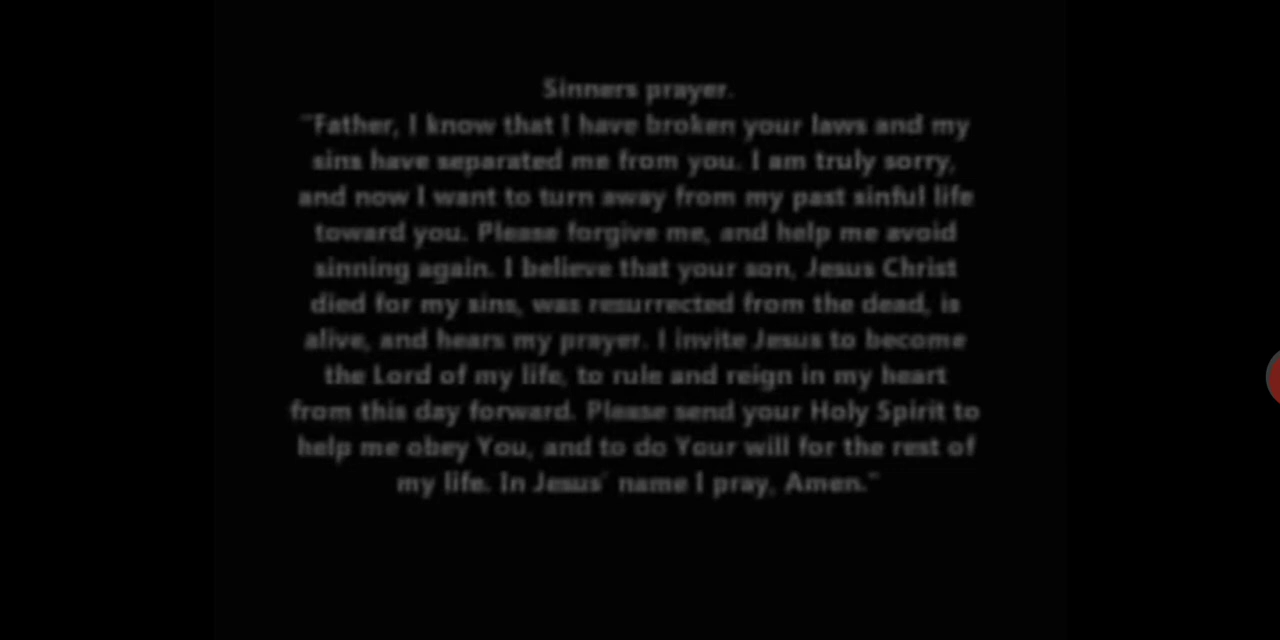 Sinners prayer.
"Father, I know that I have broken your laws and my
sins have separated me from you. I am truly sorry,
and now I want to turn away from my past sinful life
toward you. Please forgive me, and help me avoid
sinning again. I believe that your son, Jesus Christ
died for my sins, was resurrected from the dead, is
alive, and hears my prayer. I invite Jesus to become
the Lord of my life, to rule and reign in my heart
from this day forward. Please send your Holy Spirit to
help me obey You, and to do Your will for the rest of
my life. In Jesus' name I pray, Amen."